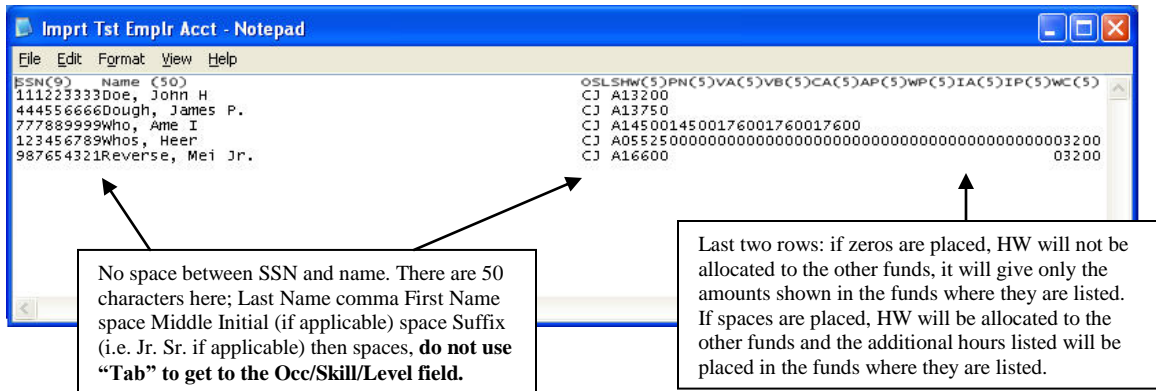 Imprt Tst Emplr Acct - Notepad
File Edit Format View Help
SSN(9) Name (50) OSLSHW(5)PN(5)VA(5)VB(5)CA(5)AP(5)WP(5)IA(5)IP(5)WC(5)
111223333Doe, John H CJ A13200
444556666Dough, James P. CJ A13750
777889999Who, Ame I CJ A1450014500176001760017600
123456789Whos, Heer CJ A05525000000000000000000000000000000000000000003200
987654321Reverse, Mei Jr. CJ A16600 03200
No space between SSN and name. There are 50
characters here; Last Name comma First Name
space Middle Initial (if applicable) space Suffix
(i.e. Jr. Sr. if applicable) then spaces, do not use
“Tab” to get to the Occ/Skill/Level field.
Last two rows: if zeros are placed, HW will not be
allocated to the other funds, it will give only the
amounts shown in the funds where they are listed.
If spaces are placed, HW will be allocated to the
other funds and the additional hours listed will be
placed in the funds where they are listed.